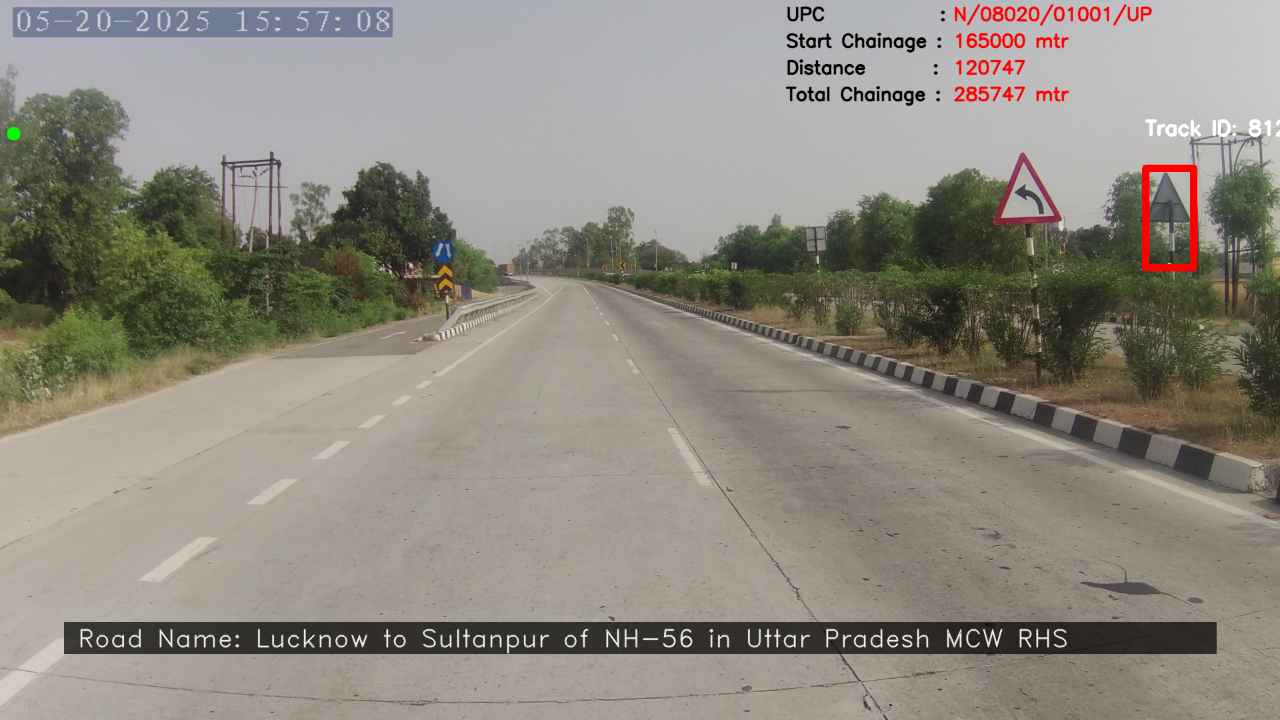 05-20-2025 15:57:08
UPC : N/08020/01001/UP
Start Chainage : 165000 mtr
Distance : 120747
Total Chainage : 285747 mtr
Track ID: 812
Road Name: Lucknow to Sultanpur of NH-56 in Uttar Pradesh MCW RHS